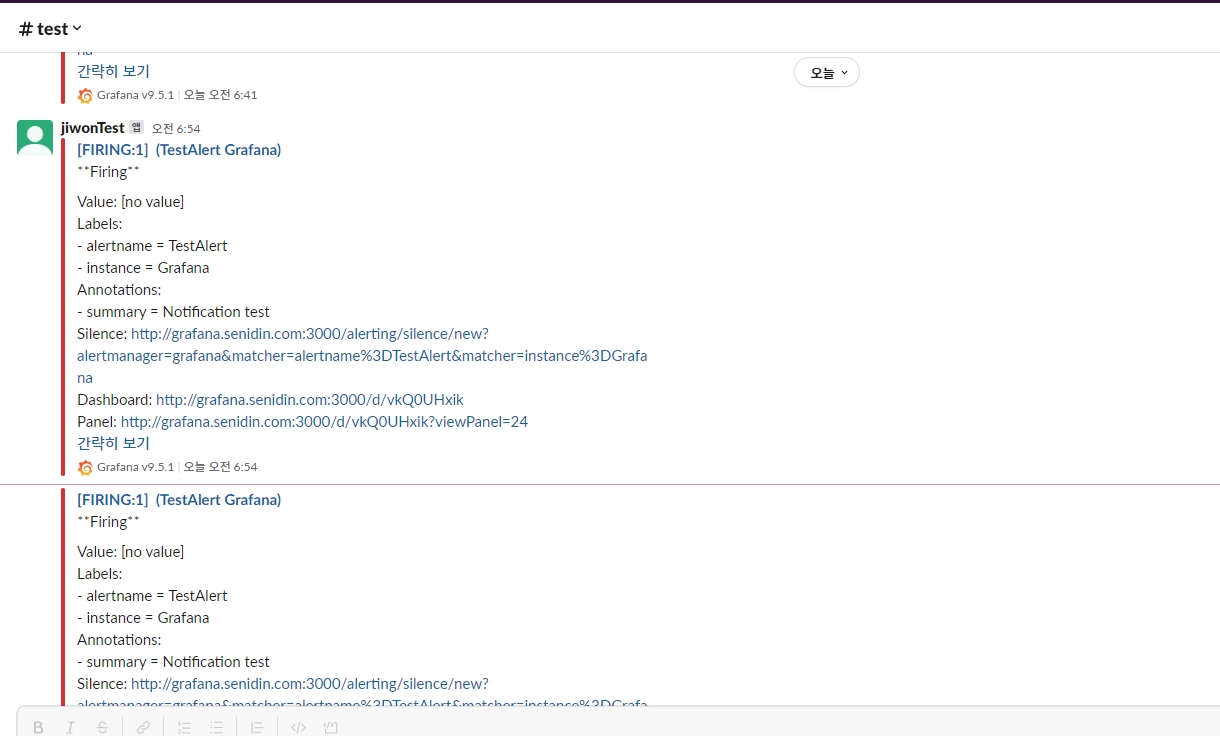 # test
na
간략히 보기
오늘
Grafana v9.5.1 | 오늘 오전 6:41
jiwonTest 앱 오전 6:54
[FIRING:1] (TestAlert Grafana)
**Firing**
Value: [no value]
Labels:
- alertname = TestAlert
- instance = Grafana
Annotations:
- summary = Notification test
Silence: http://grafana.senidin.com:3000/alerting/silence/new?
alertmanager=grafana&matcher=alertname%3DTestAlert&matcher=instance%3DGrafa
na
Dashboard: http://grafana.senidin.com:3000/d/vkQ0UHxik
Panel: http://grafana.senidin.com:3000/d/vkQ0UHxik?viewPanel=24
간략히 보기
Grafana v9.5.1 | 오늘 오전 6:54
[FIRING:1] (TestAlert Grafana)
**Firing**
Value: [no value]
Labels:
- alertname = TestAlert
- instance = Grafana
Annotations:
- summary = Notification test
Silence: http://grafana.senidin.com:3000/alerting/silence/new?
alertmanager=grafana&matcher=alertname%3DTestAlert&matcher=instance%3DGrafa